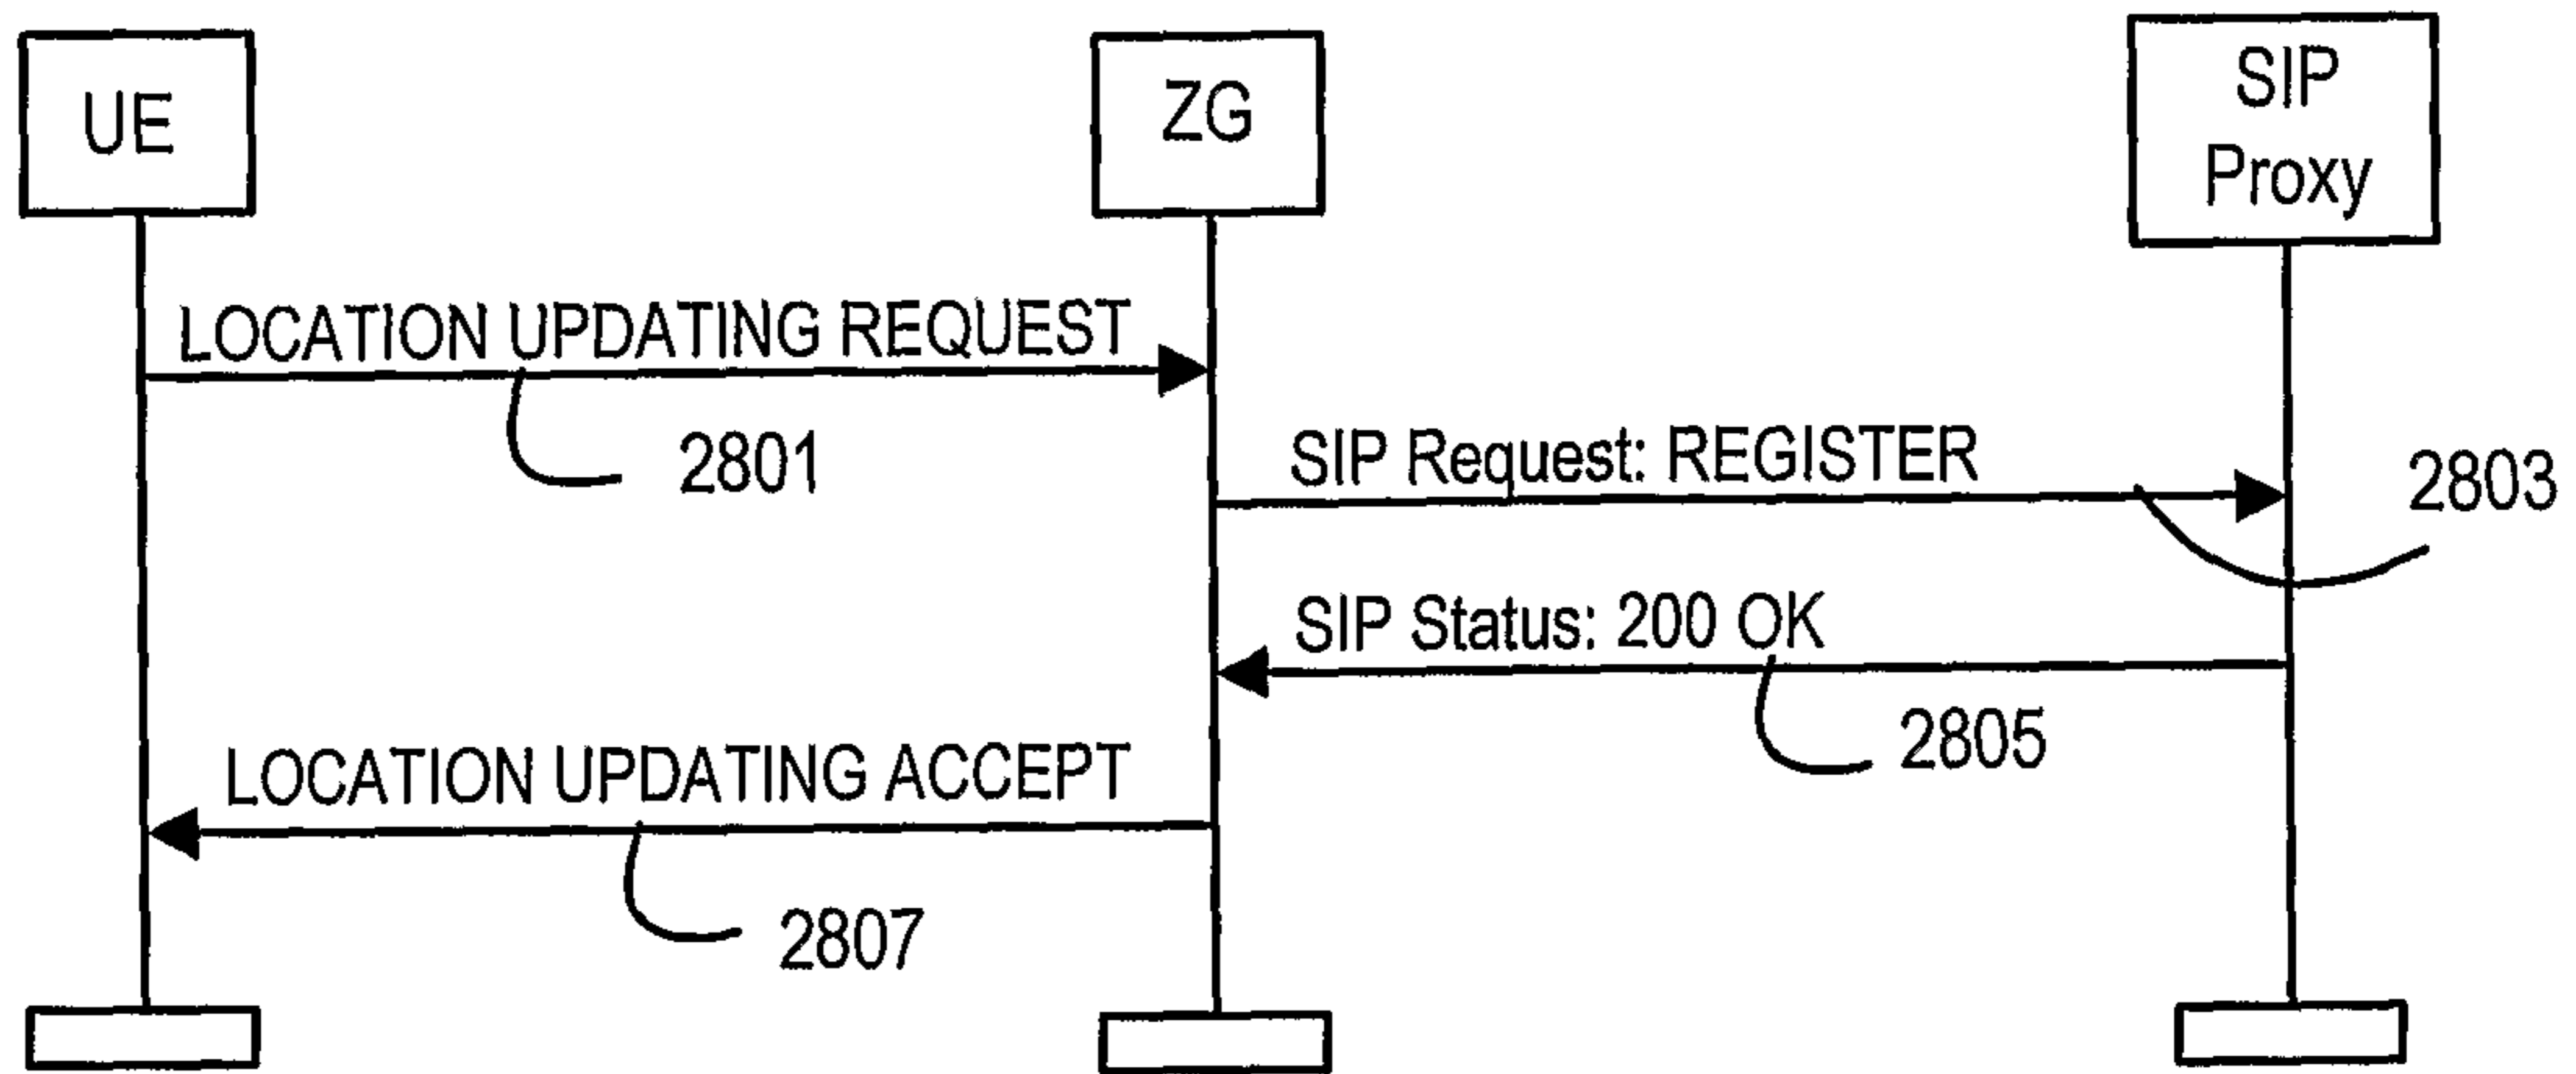 UE
ZG
SIP
Proxy
LOCATION UPDATING REQUEST
2801
SIP Request: REGISTER
2803
SIP Status: 200 OK
2805
LOCATION UPDATING ACCEPT
2807